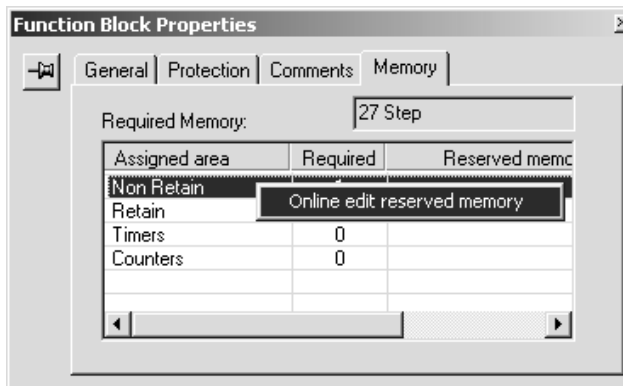 Function Block Properties
General Protection Comments Memory
Required Memory: 27 Step
Assigned area Required Reserved memo
Non Retain
Online edit reserved memory
Retain
Timers 0
Counters 0